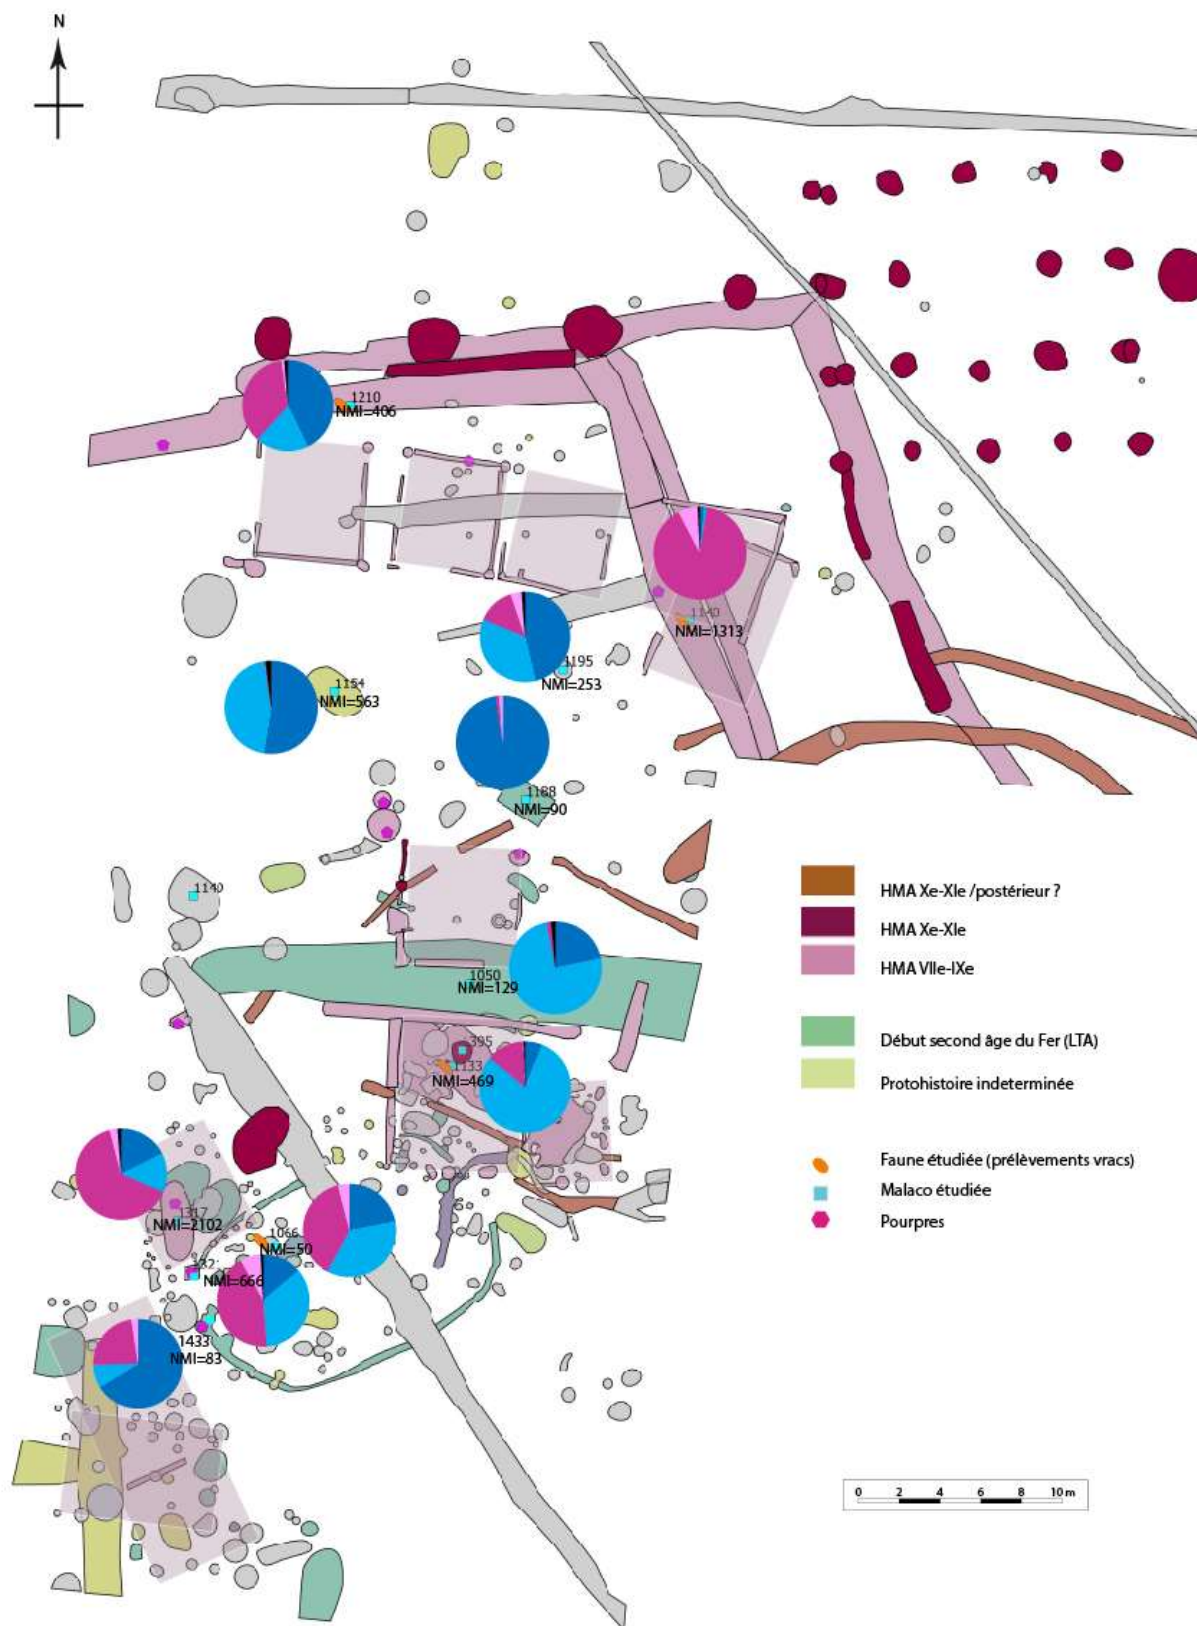 N
1210
NMI=406
1140
NMI=1313
1195
NMI=253
1154
NMI=563
1188
NMI=90
1140
1050
NMI=129
395
1133
NMI=469
1317
NMI=2102
1066
NMI=50
NMI=666
1433
NMI=83
HMA Xe-XIe /postérieur ?
HMA Xe-XIe
HMA VIIe-IXe
Début second âge du Fer (LTA)
Protohistoire indeterminée
Faune étudiée (prélèvements vracs)
Malaco étudiée
Pourpres
0 2 4 6 8 10 m